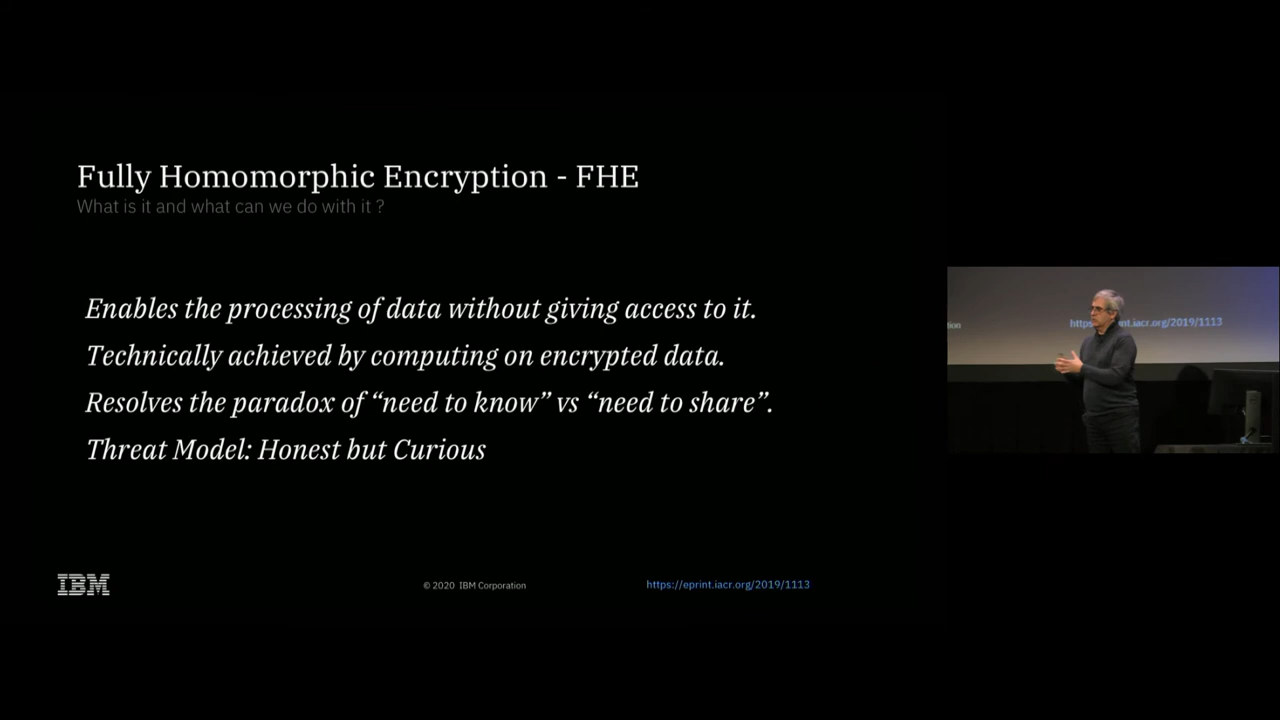 Fully Homomorphic Encryption - FHE
What is it and what can we do with it ?
Enables the processing of data without giving access to it.
Technically achieved by computing on encrypted data.
Resolves the paradox of “need to know” vs “need to share”.
Threat Model: Honest but Curious
IBM
© 2020 IBM Corporation
https://eprint.iacr.org/2019/1113